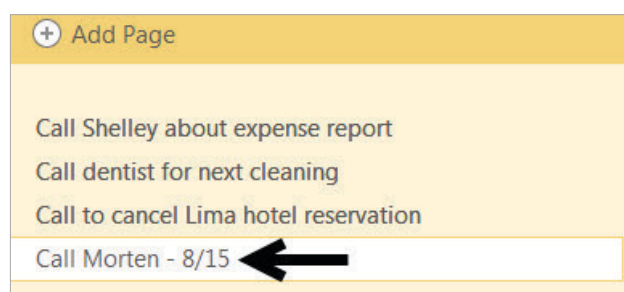 Add Page
Call Shelley about expense report
Call dentist for next cleaning
Call to cancel Lima hotel reservation
Call Morten - 8/15